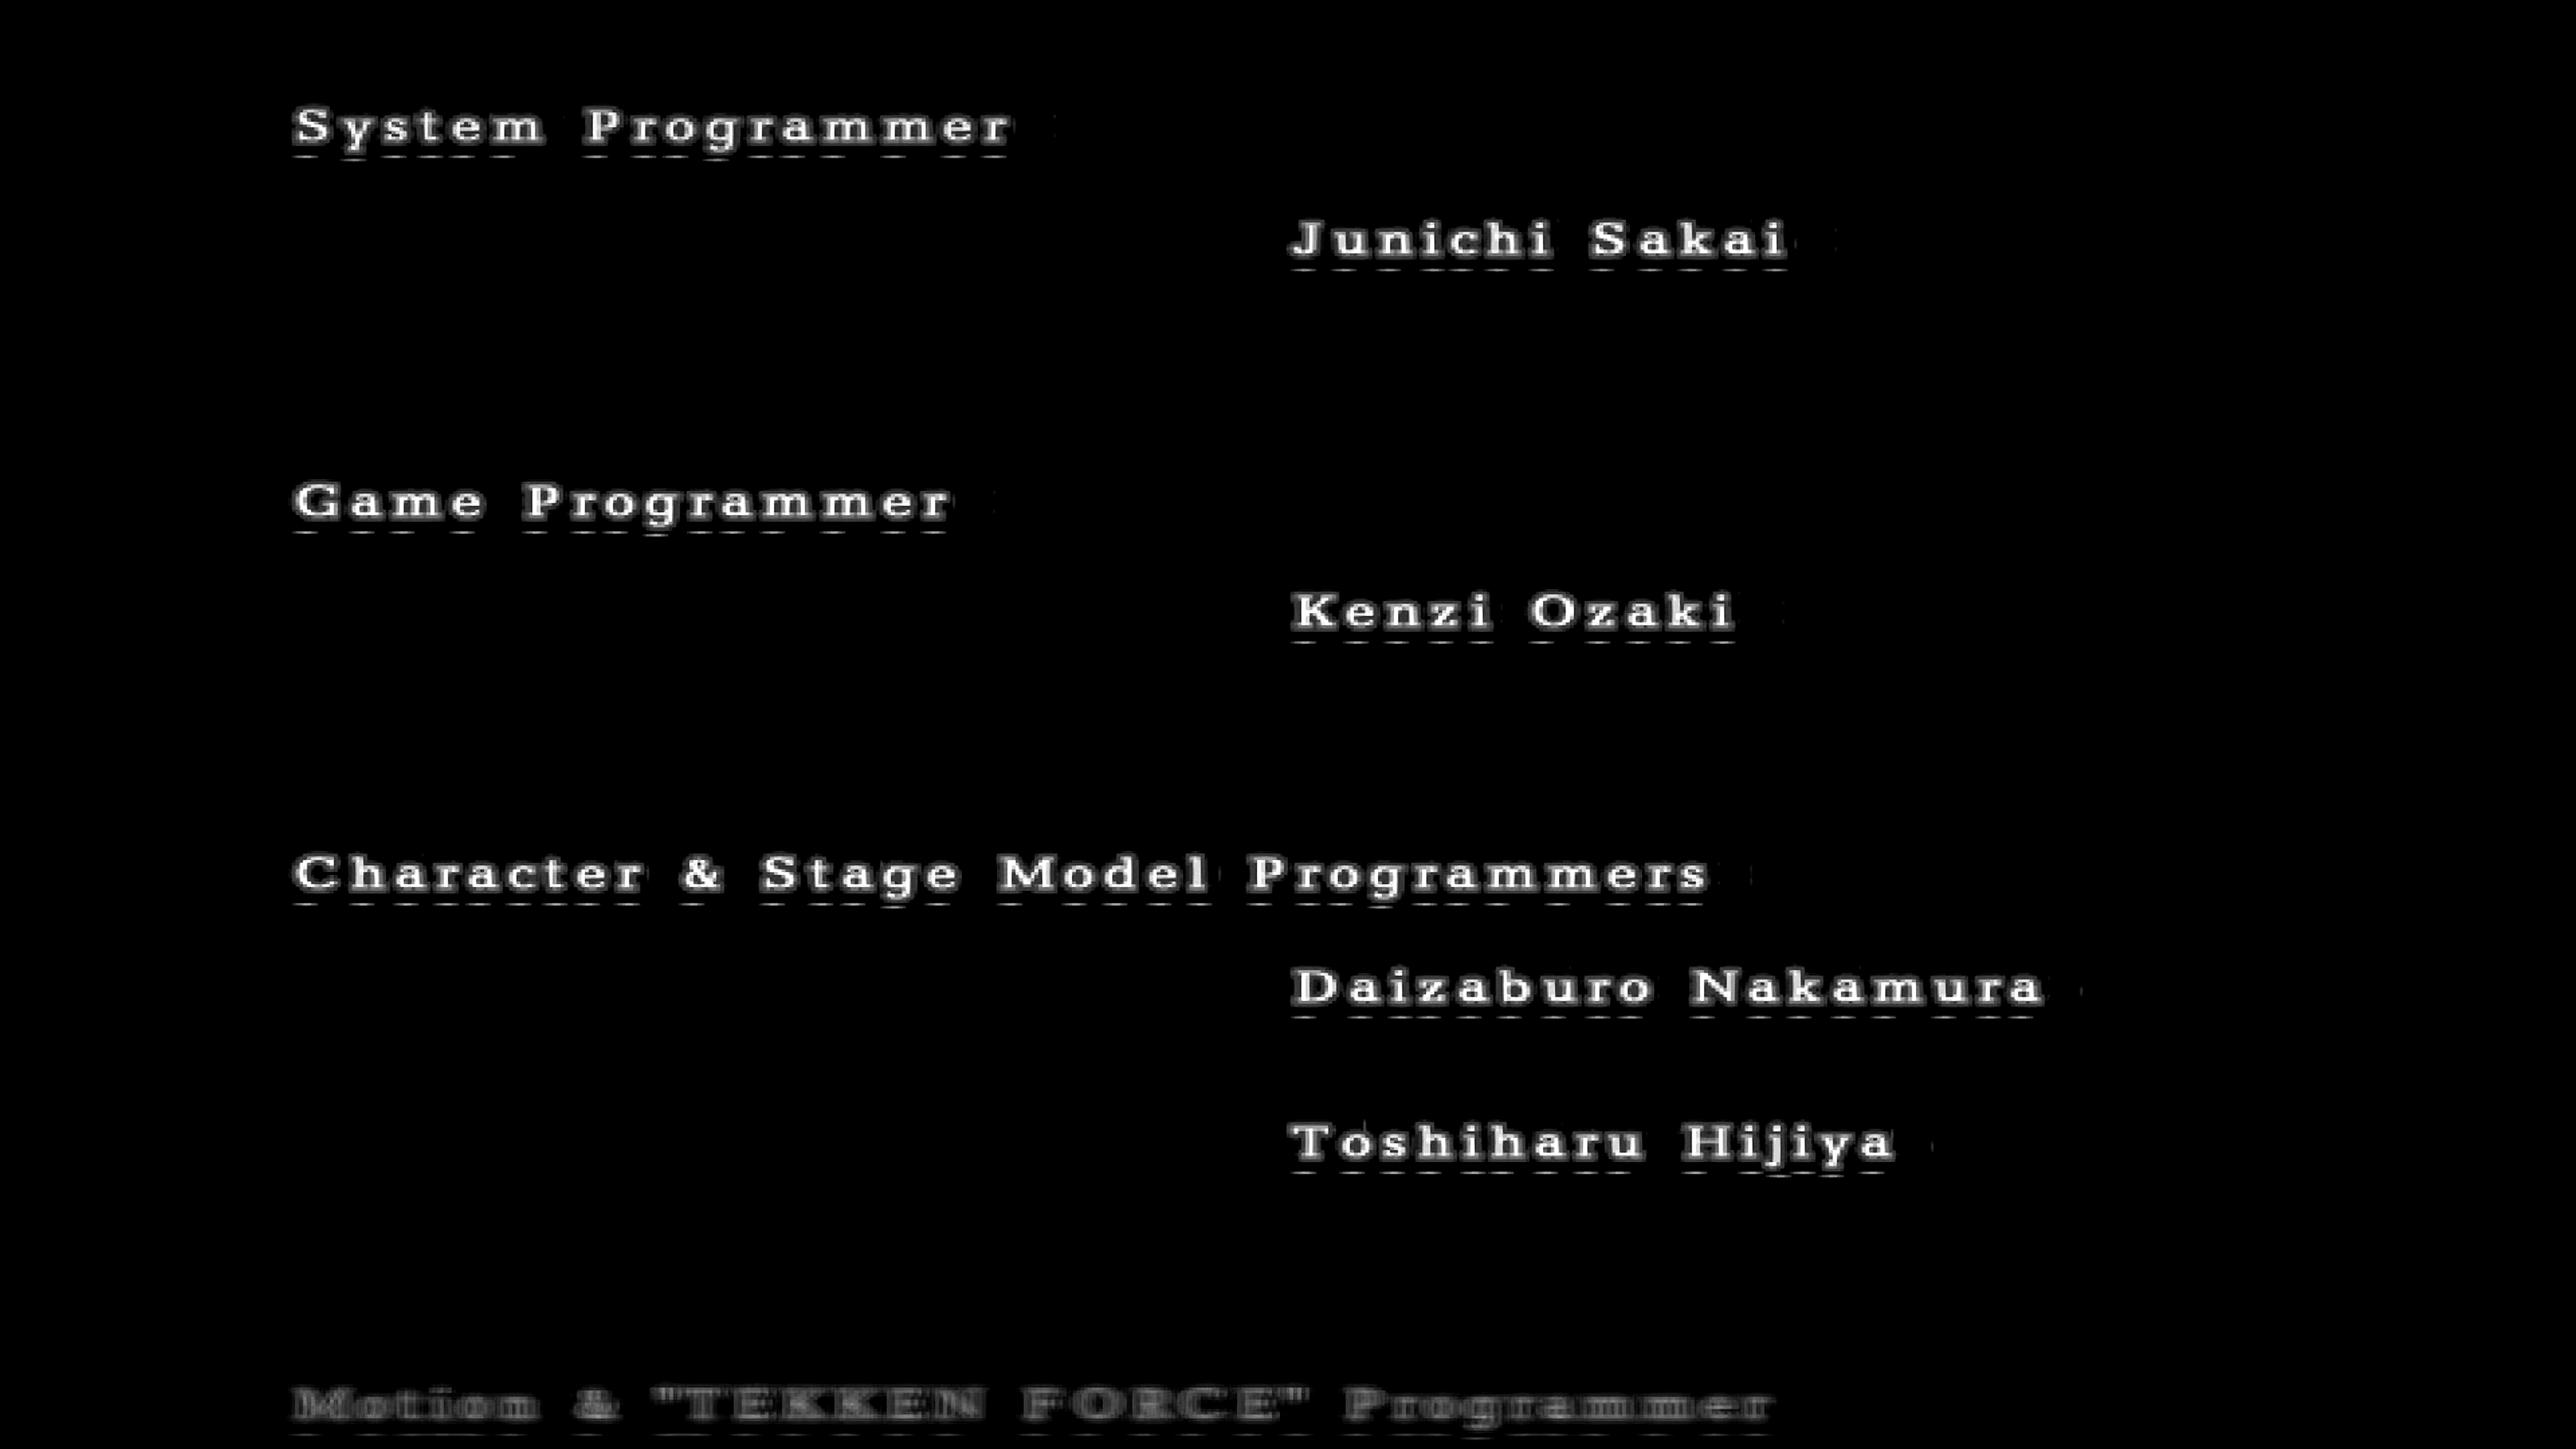 System Programmer
Junichi Sakai
Game Programmer
Kenzi Ozaki
Character & Stage Model Programmers
Daizaburo Nakamura
Toshiharu Hijiya
Motion & "TEKKEN FORCE" Programmer